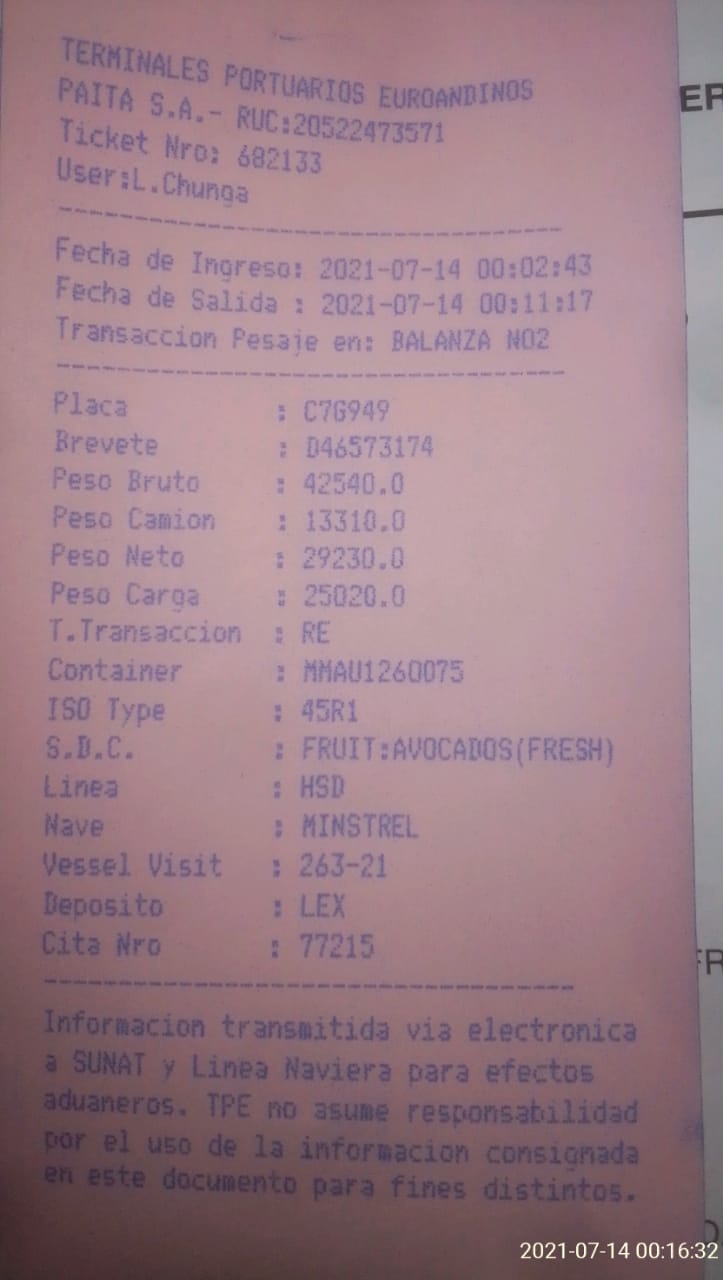 TERMINALES PORTUARIOS EUROANDINOS
PAITA S.A.- RUC:20522473571
Ticket Nro: 682133
User:L.Chunga
Fecha de Ingreso: 2021-07-14 00:02:43
Fecha de Salida : 2021-07-14 00:11:17
Transaccion Pesaje en: BALANZA NO2
Placa : C7G949
Brevete : D46573174
Peso Bruto : 42540.0
Peso Camion : 13310.0
Peso Neto : 29230.0
Peso Carga : 25020.0
T.Transaccion : RE
Container : MMAU1260075
ISO Type : 45R1
S.D.C. : FRUIT:AVOCADOS(FRESH)
Linea : HSD
Nave : MINSTREL
Vessel Visit : 263-21
Deposito : LEX
Cita Nro : 77215
Informacion transmitida via electronica
a SUNAT y Linea Naviera para efectos
aduaneros. TPE no asume responsabilidad
por el uso de la informacion consignada
en este documento para fines distintos.
2021-07-14 00:16:32